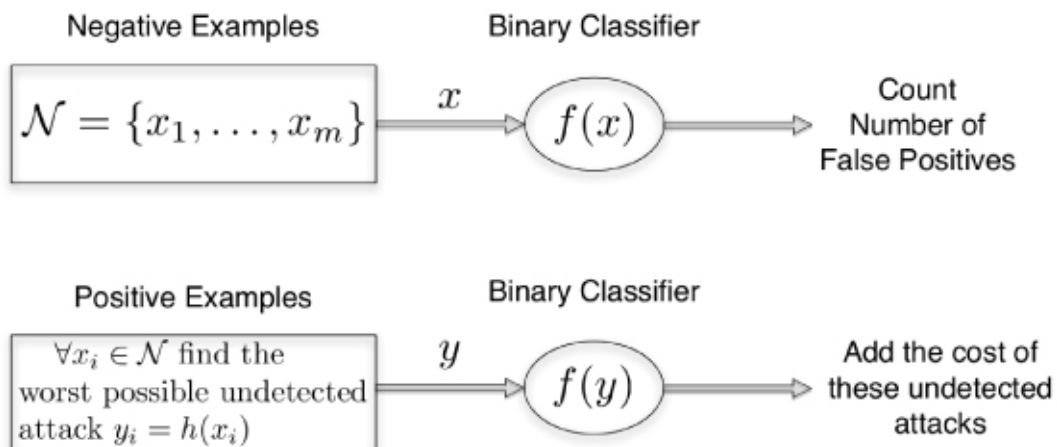 Negative Examples
Binary Classifier
𝒩 = {x₁, . . . , xₘ}
x
f(x)
Count
Number of
False Positives
Positive Examples
Binary Classifier
∀xᵢ ∈ 𝒩 find the
worst possible undetected
attack yᵢ = h(xᵢ)
y
f(y)
Add the cost of
these undetected
attacks